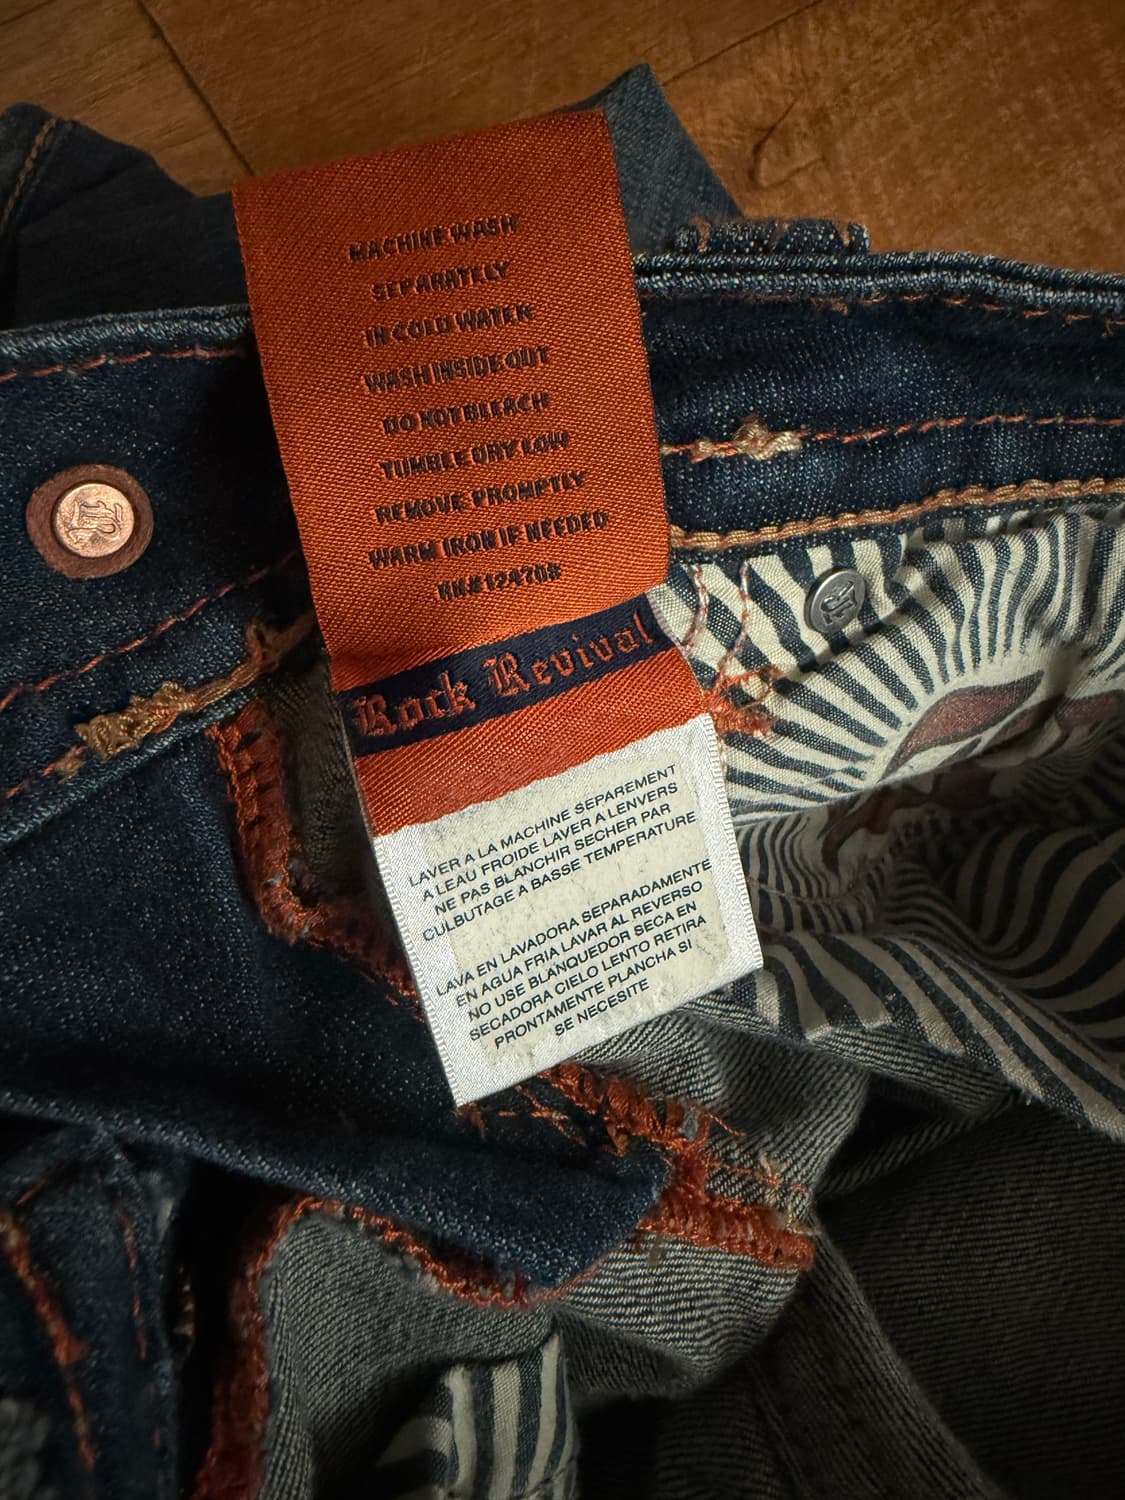 MACHINE WASH
SEPARATELY
IN COLD WATER
WASH INSIDE OUT
DO NOT BLEACH
TUMBLE DRY LOW
REMOVE PROMPTLY
WARM IRON IF NEEDED
RN# 124708
Rock Revival
LAVER A LA MACHINE SEPAREMENT
A LEAU FROIDE LAVER A LENVERS
NE PAS BLANCHIR SECHER PAR
CULBUTAGE A BASSE TEMPERATURE
LAVA EN LAVADORA SEPARADAMENTE
EN AGUA FRIA LAVAR AL REVERSO
NO USE BLANQUEDOR SECA EN
SECADORA CIELO LENTO RETIRA
PRONTAMENTE PLANCHA SI
SE NECESITE